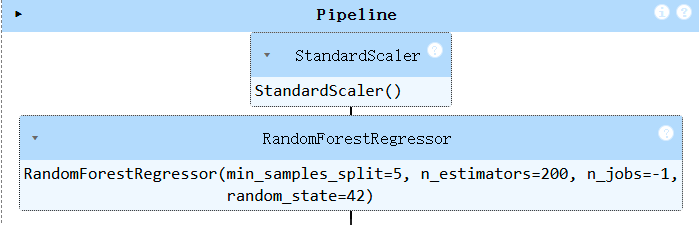 Pipeline
StandardScaler
StandardScaler()
RandomForestRegressor
RandomForestRegressor(min_samples_split=5, n_estimators=200, n_jobs=-1,
random_state=42)